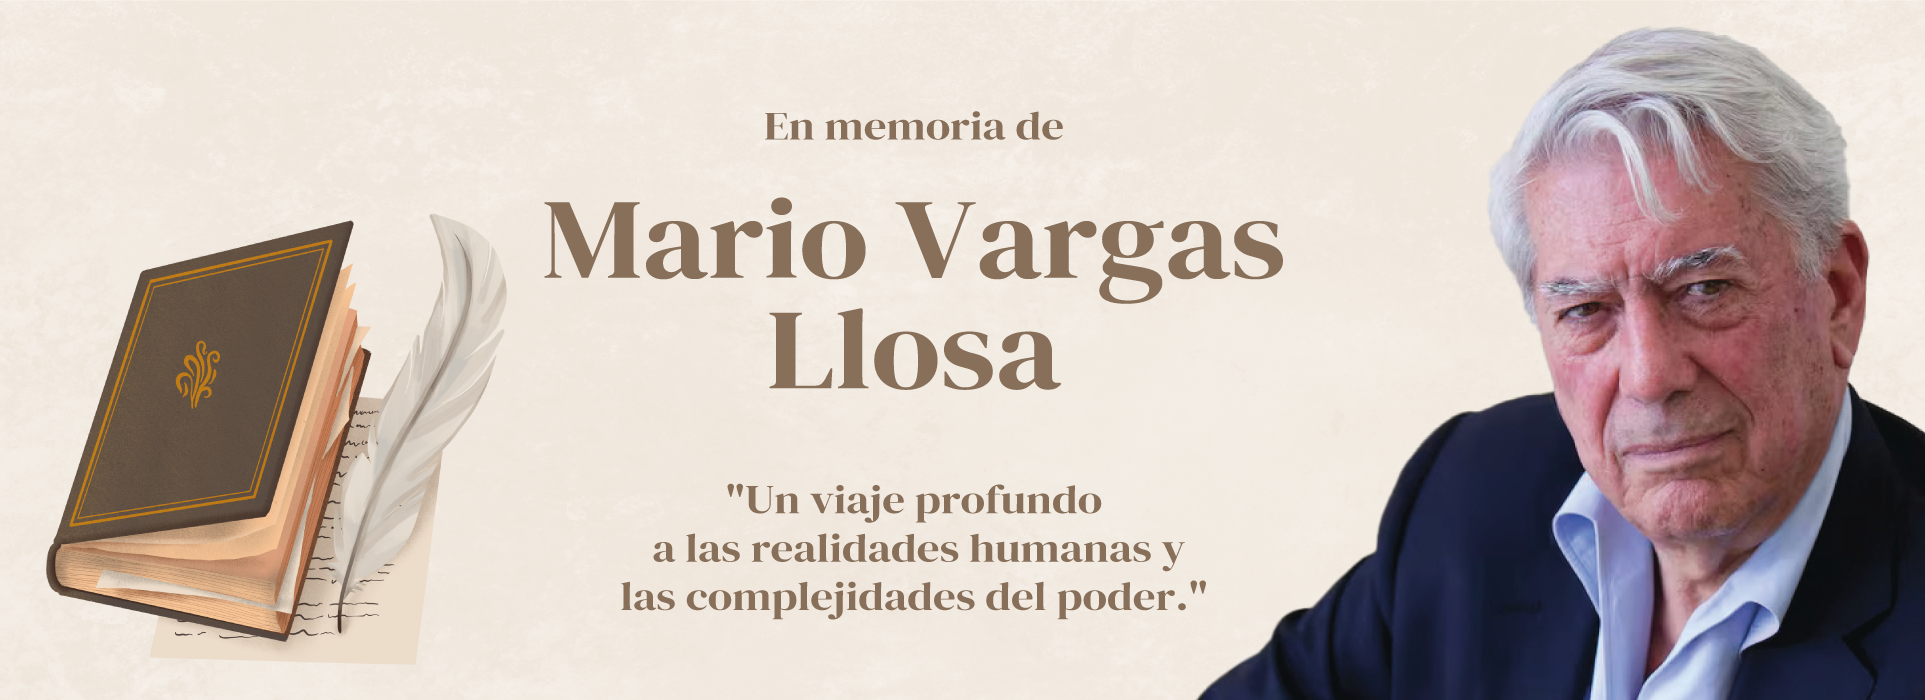 En memoria de
Mario Vargas
Llosa
"Un viaje profundo
a las realidades humanas y
las complejidades del poder."